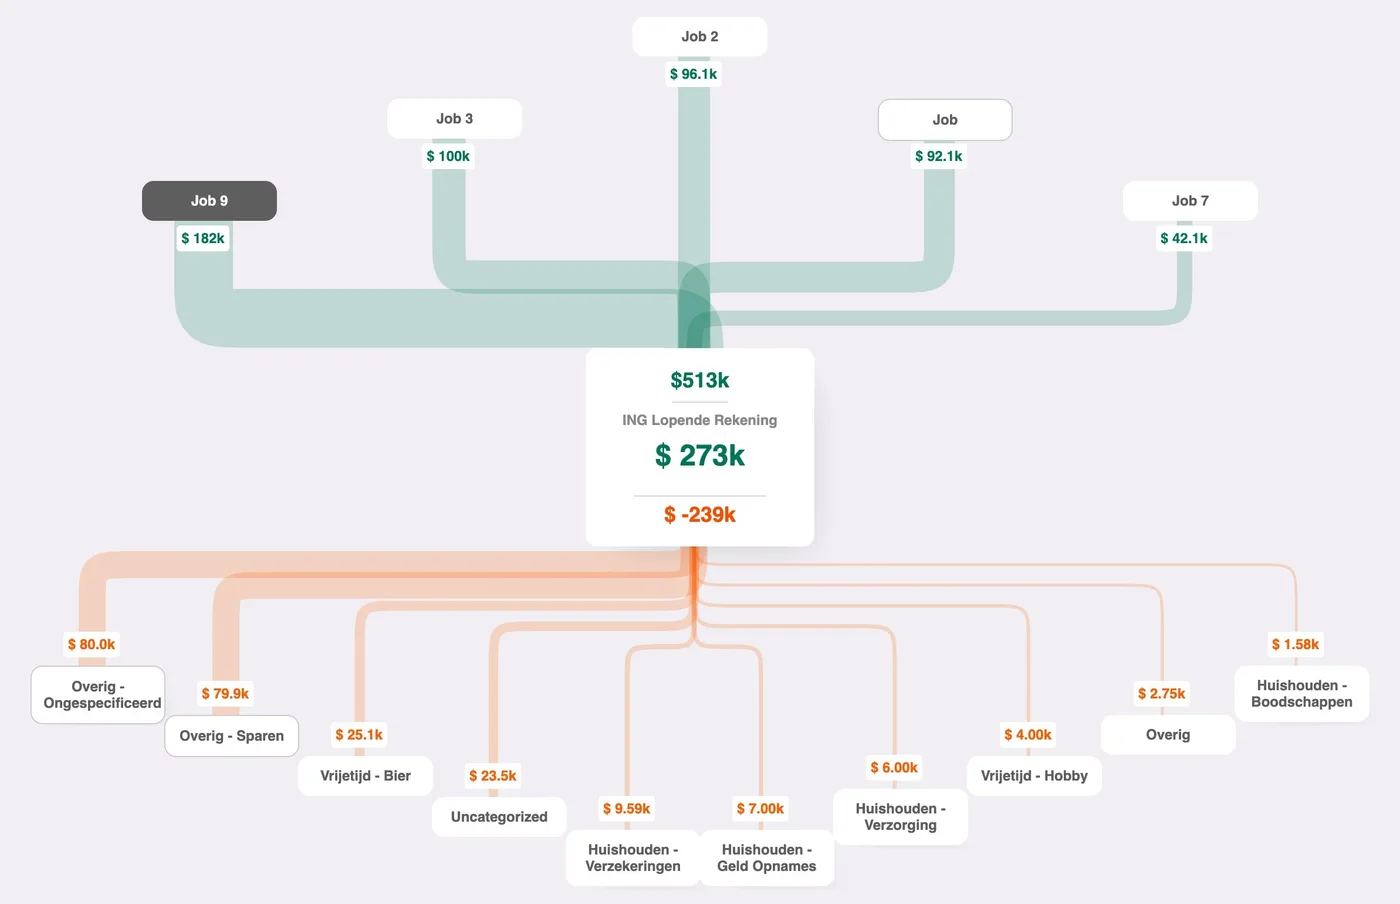 Job 2
$ 96.1k
Job 3
$ 100k
Job
$ 92.1k
Job 9
$ 182k
Job 7
$ 42.1k
$513k
ING Lopende Rekening
$ 273k
$ -239k
$ 80.0k
Overig -
Ongespecificeerd
$ 79.9k
Overig - Sparen
$ 25.1k
Vrijetijd - Bier
$ 23.5k
Uncategorized
$ 9.59k
Huishouden -
Verzekeringen
$ 7.00k
Huishouden -
Geld Opnames
$ 6.00k
Huishouden -
Verzorging
$ 4.00k
Vrijetijd - Hobby
$ 2.75k
Overig
$ 1.58k
Huishouden -
Boodschappen